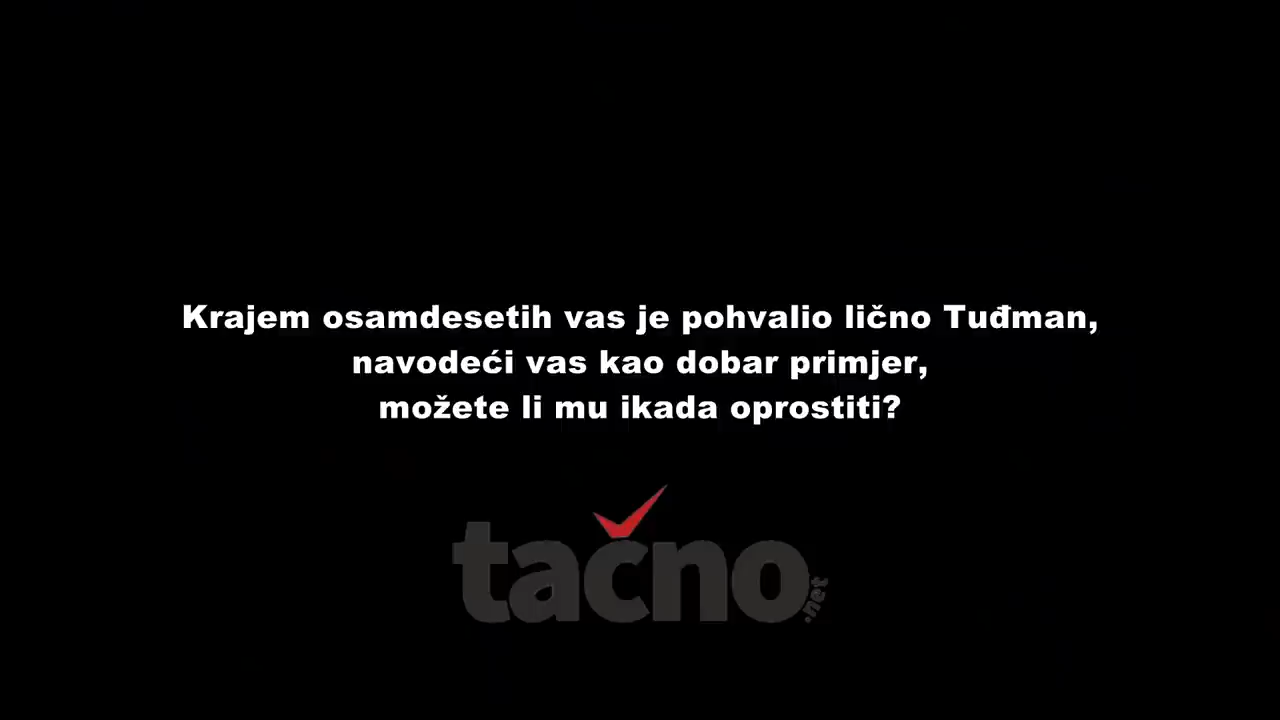 Krajem osamdesetih vas je pohvalio lično Tuđman,
navodeći vas kao dobar primjer,
možete li mu ikada oprostiti?
tačno.net